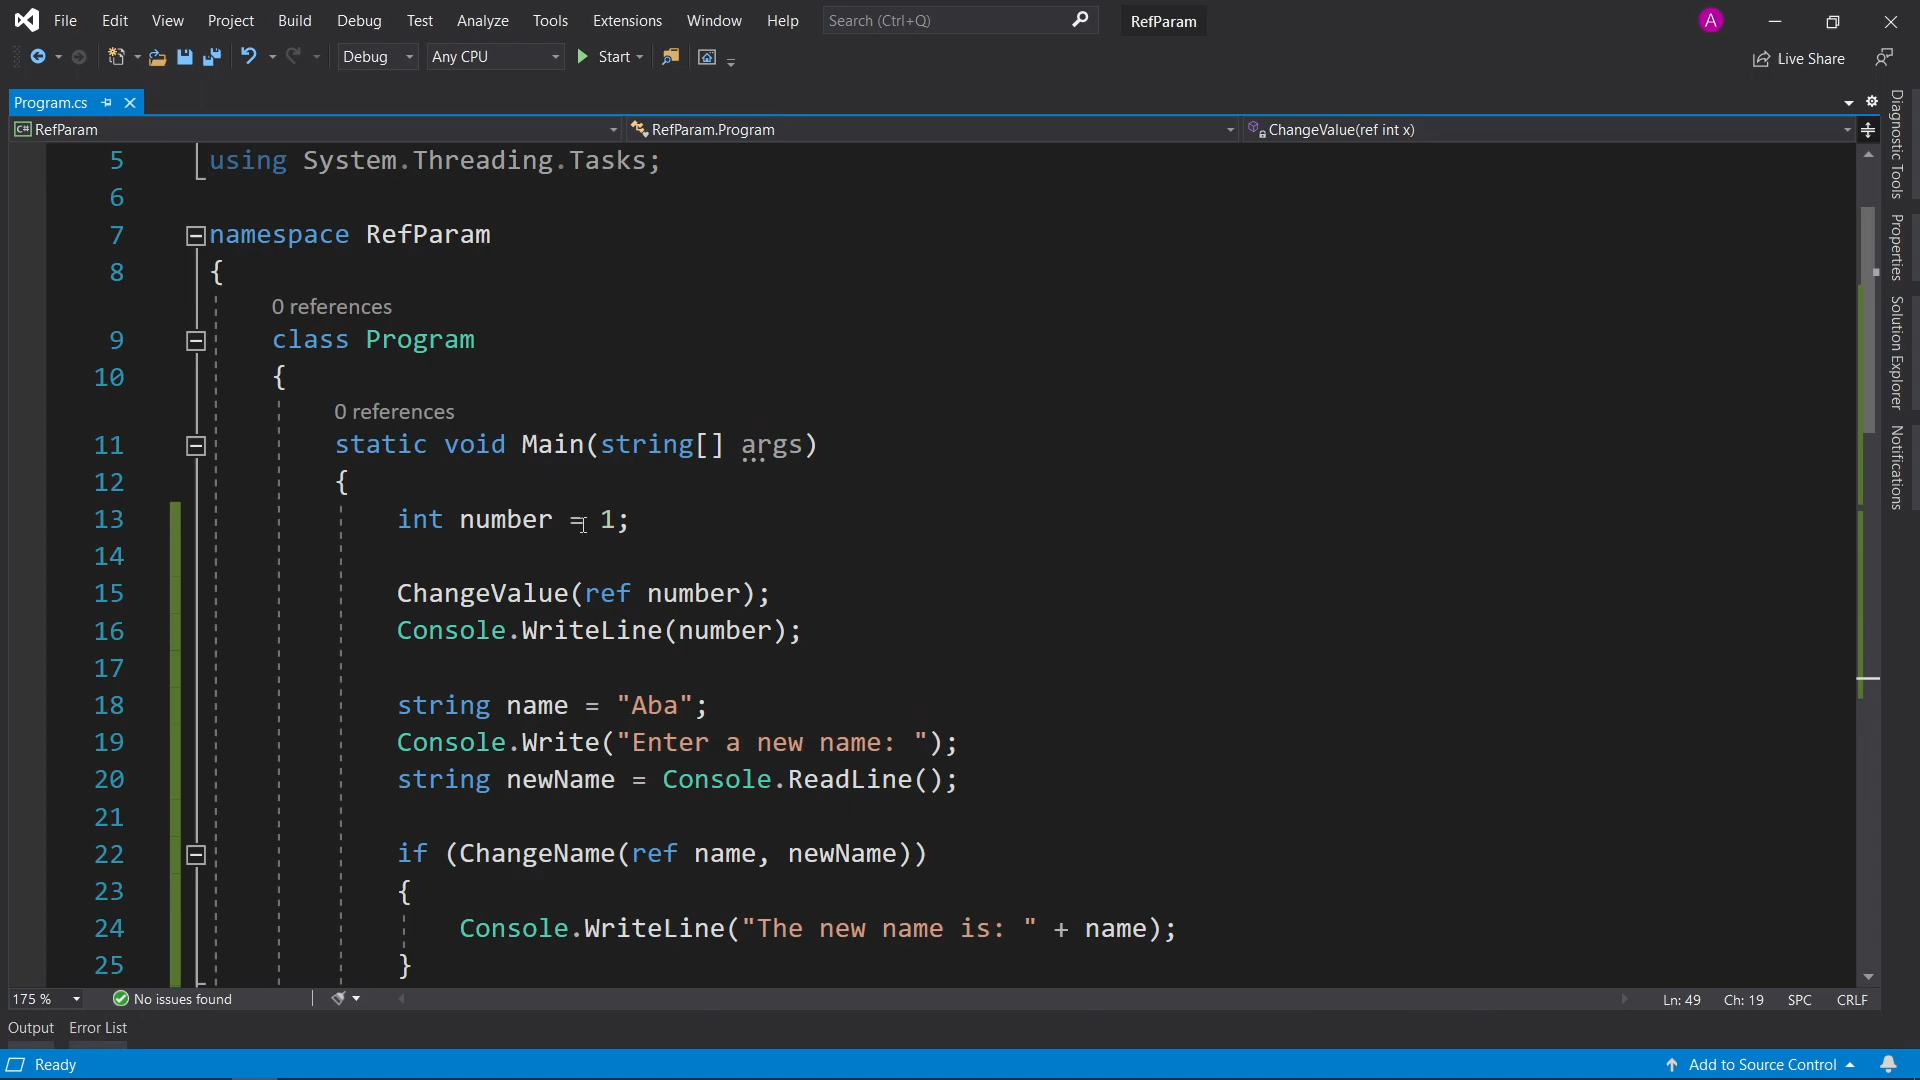 File Edit View Project Build Debug Test Analyze Tools Extensions Window Help Search (Ctrl+Q) RefParam A
Debug Any CPU Start Live Share
Program.cs
C# RefParam RefParam.Program ChangeValue(ref int x)
5 using System.Threading.Tasks;
6
7 namespace RefParam
8 {
0 references
9 class Program
10 {
0 references
11 static void Main(string[] args)
12 {
13 int number = 1;
14
15 ChangeValue(ref number);
16 Console.WriteLine(number);
17
18 string name = "Aba";
19 Console.Write("Enter a new name: ");
20 string newName = Console.ReadLine();
21
22 if (ChangeName(ref name, newName))
23 {
24 Console.WriteLine("The new name is: " + name);
25 }
Diagnostic Tools
Properties
Solution Explorer
Notifications
175 % No issues found Ln: 49 Ch: 19 SPC CRLF
Output Error List
Ready Add to Source Control